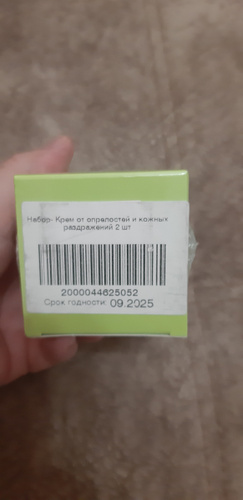 Набор- Крем от опрелостей и кожных
раздражений 2 шт
2000044625052
Срок годности: 09.2025